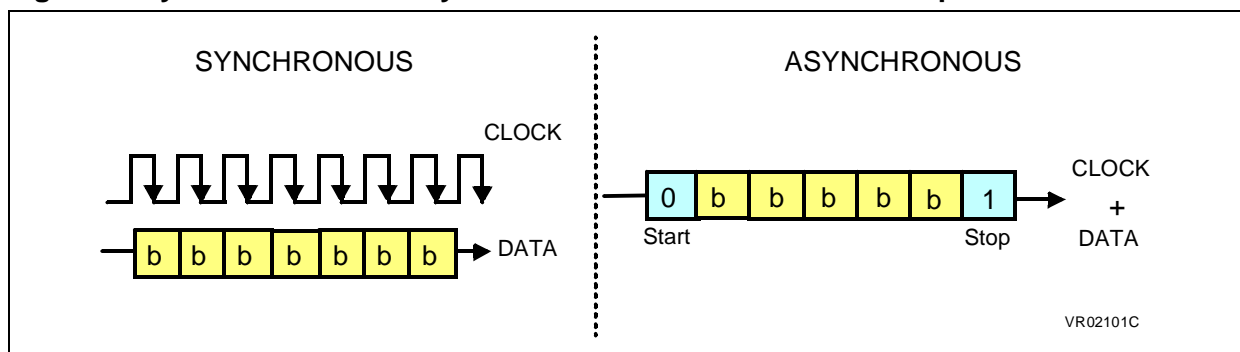 SYNCHRONOUS
CLOCK
b b b b b b b
DATA
ASYNCHRONOUS
0 b b b b b 1
Start Stop
CLOCK
+
DATA
VR02101C